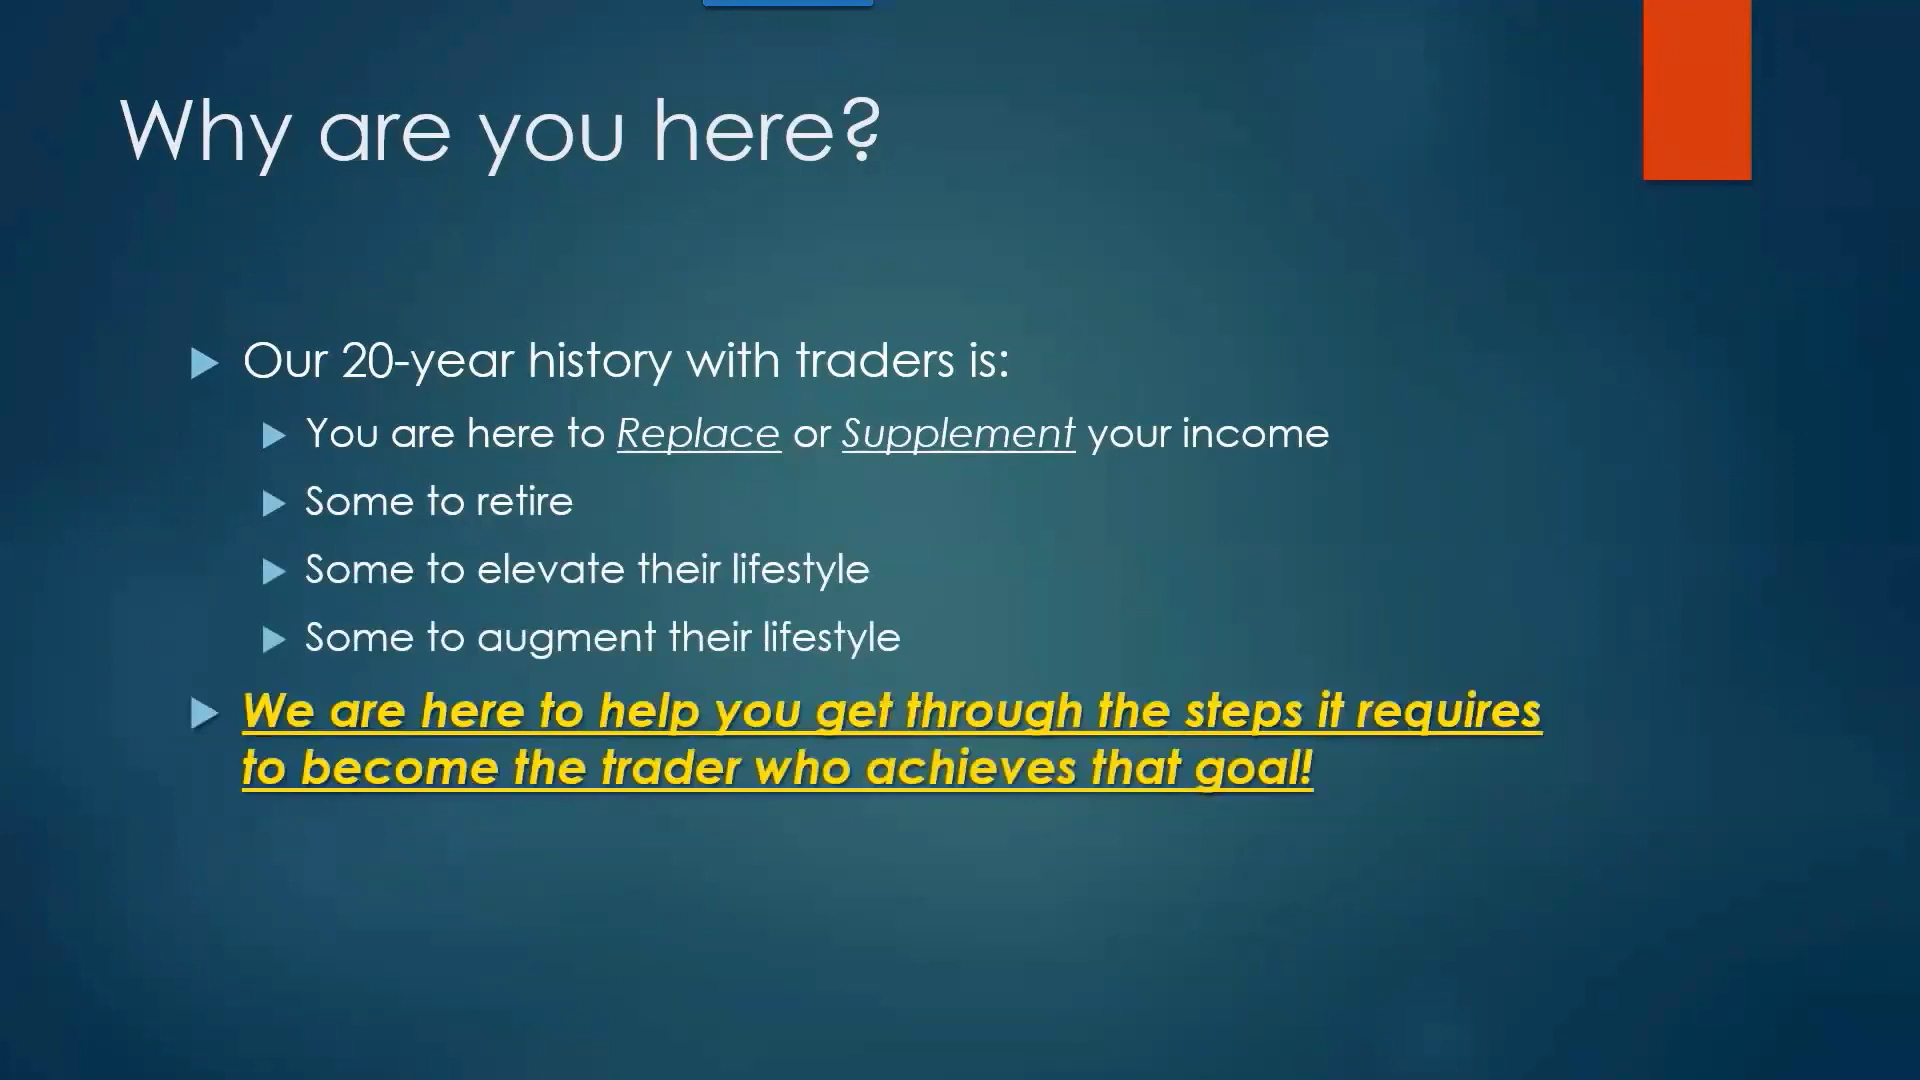 Why are you here?
Our 20-year history with traders is:
You are here to Replace or Supplement your income
Some to retire
Some to elevate their lifestyle
Some to augment their lifestyle
We are here to help you get through the steps it requires
to become the trader who achieves that goal!